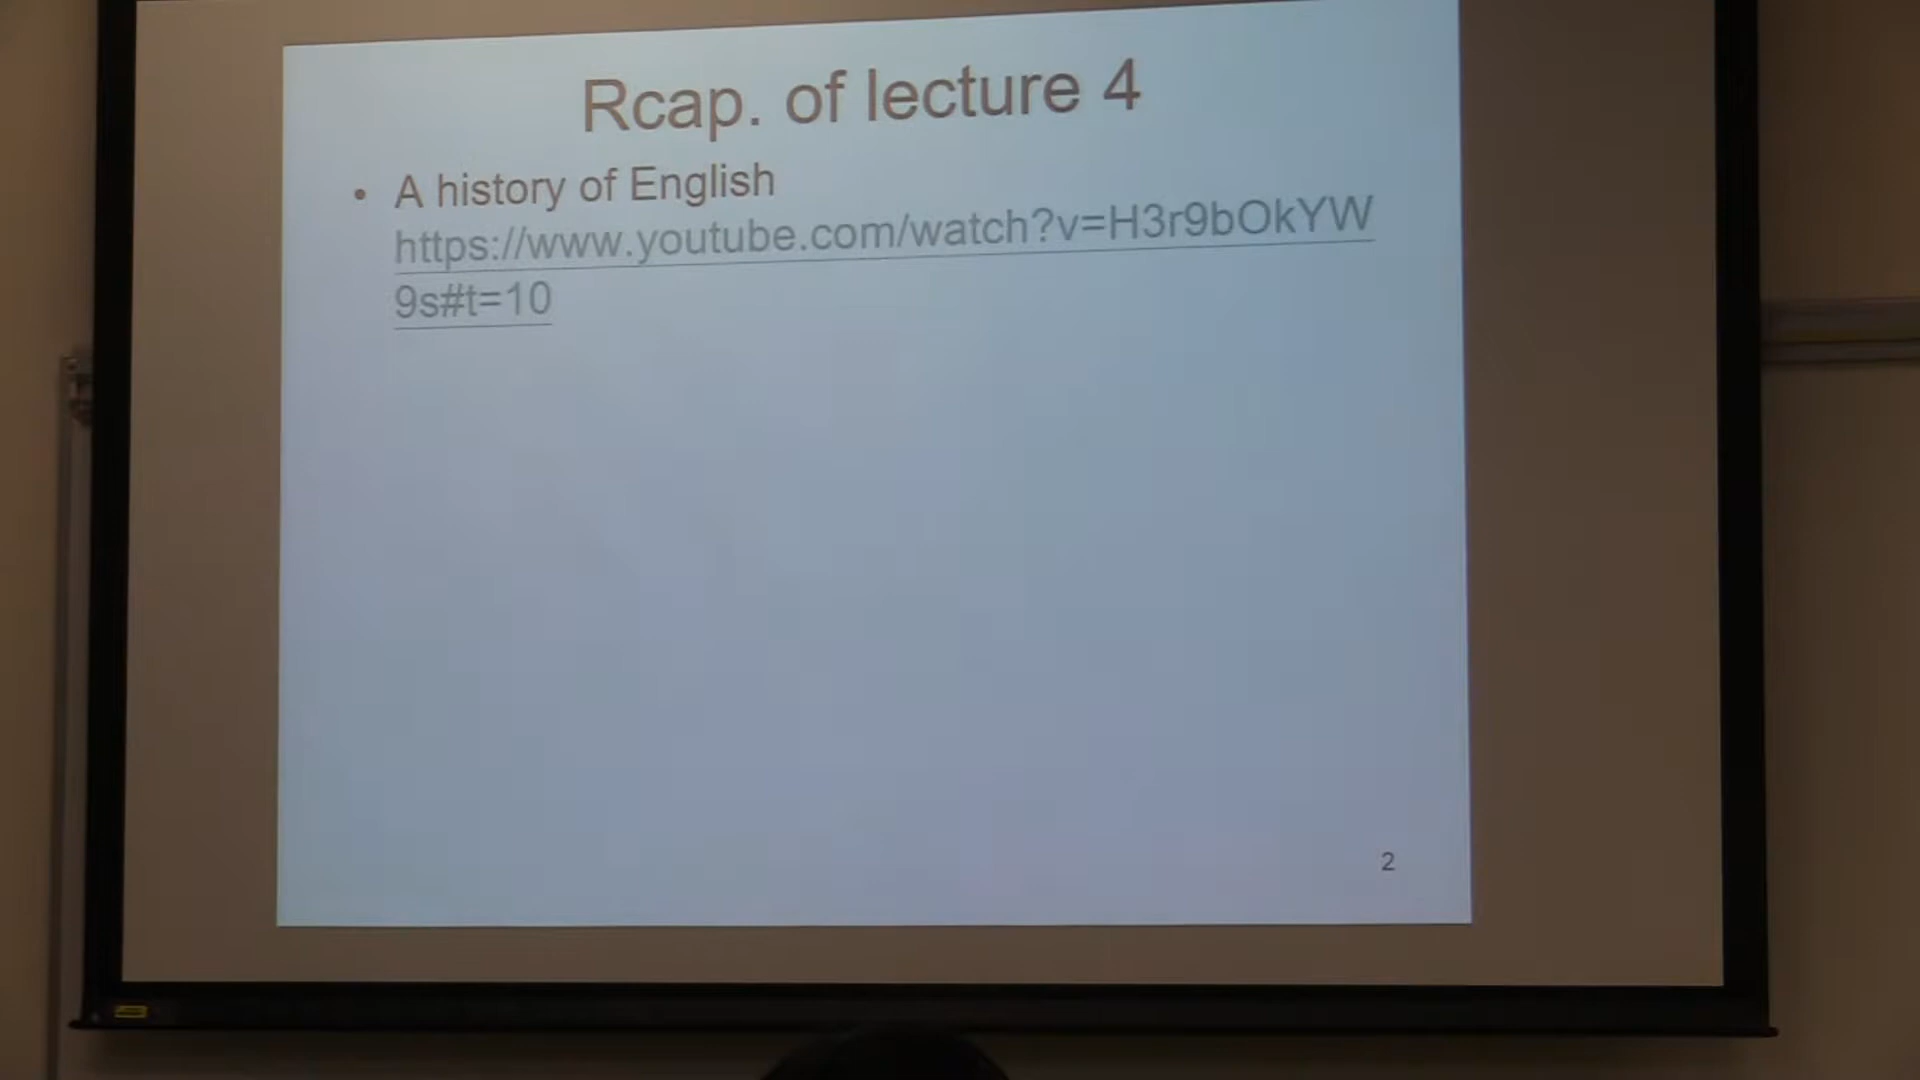 Rcap. of lecture 4
• A history of English
https://www.youtube.com/watch?v=H3r9bOkYW
9s#t=10
2